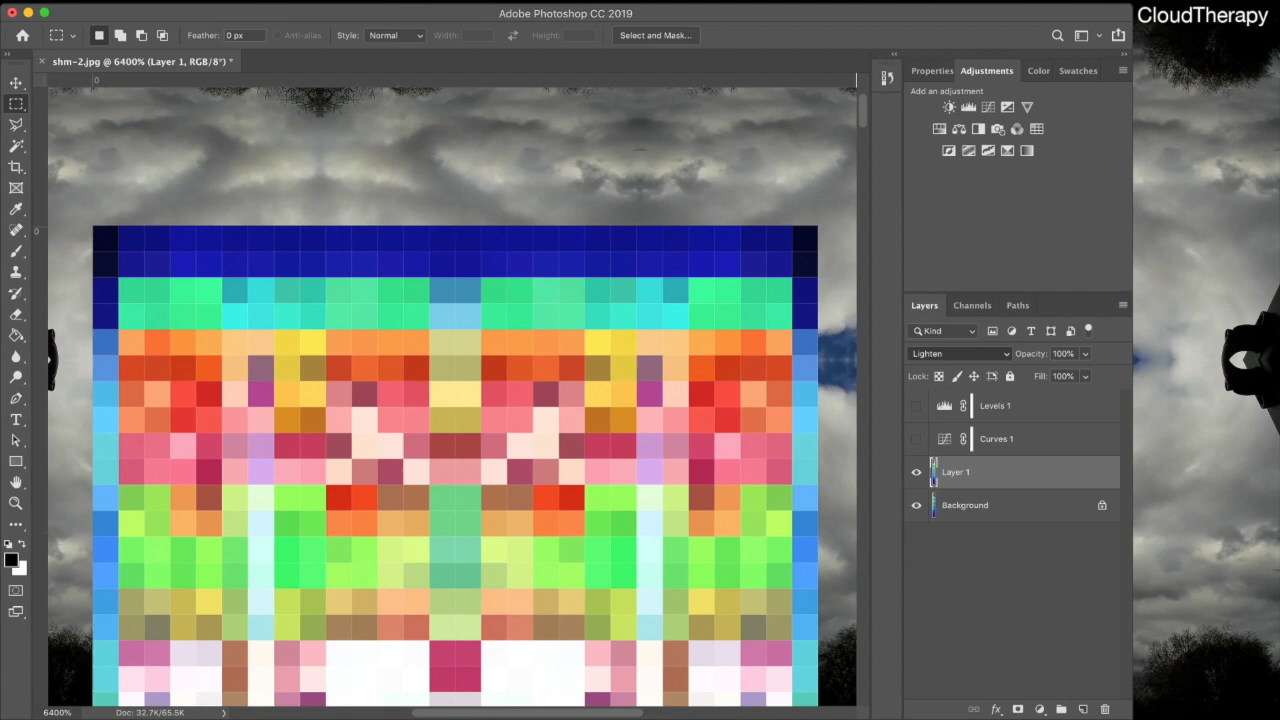 Adobe Photoshop CC 2019
CloudTherapy
Feather: 0 px
Anti-alias
Style: Normal
Width:
Height:
Select and Mask...
shm-2.jpg @ 6400% (Layer 1, RGB/8*) *
0
0
Properties
Adjustments
Color
Swatches
Add an adjustment
Layers
Channels
Paths
Kind
Lighten
Opacity: 100%
Lock:
Fill: 100%
Levels 1
Curves 1
Layer 1
Background
6400%
Doc: 32.7K/65.5K